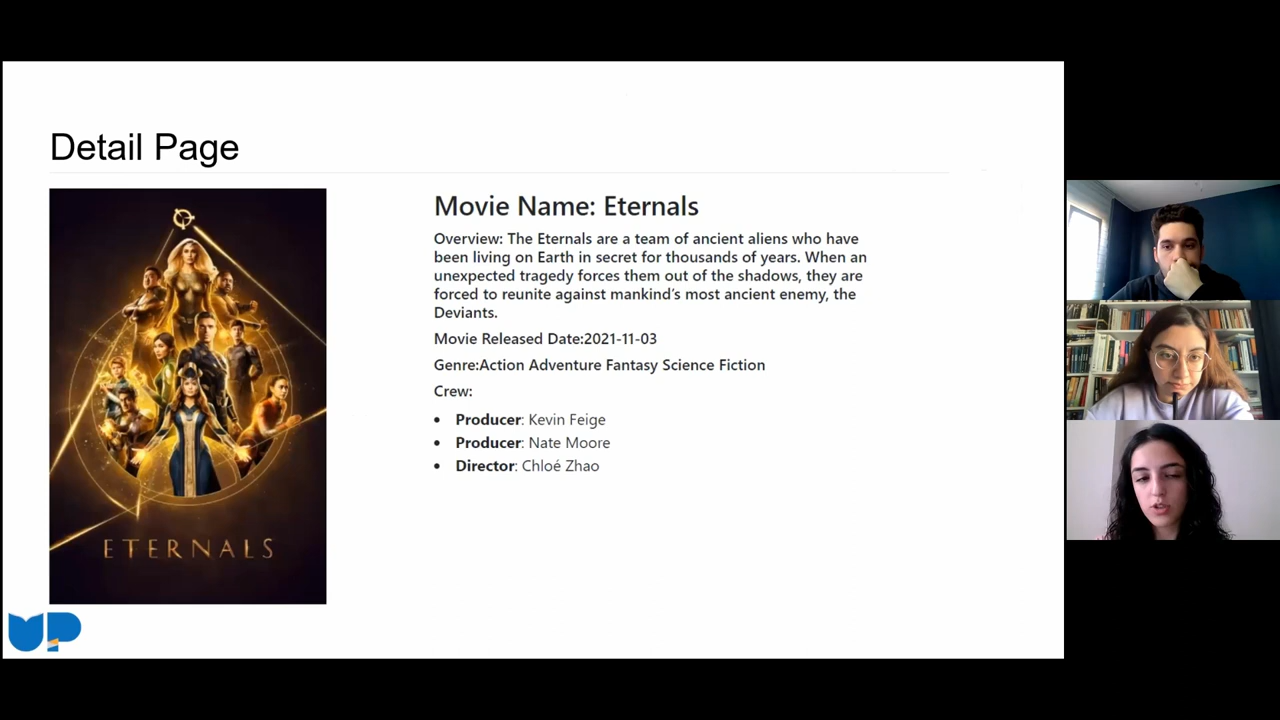 Detail Page
Movie Name: Eternals
Overview: The Eternals are a team of ancient aliens who have
been living on Earth in secret for thousands of years. When an
unexpected tragedy forces them out of the shadows, they are
forced to reunite against mankind's most ancient enemy, the
Deviants.
Movie Released Date:2021-11-03
Genre:Action Adventure Fantasy Science Fiction
Crew:
• Producer: Kevin Feige
• Producer: Nate Moore
• Director: Chloé Zhao
ETERNALS
UP